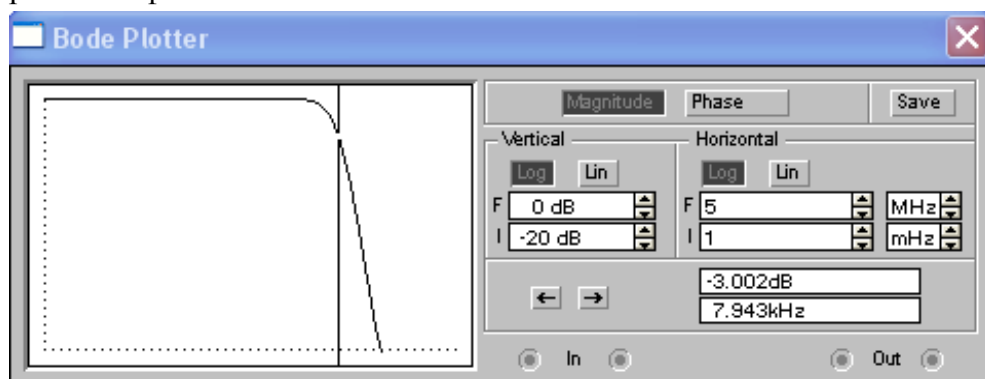 Bode Plotter
Magnitude Phase Save
Vertical Horizontal
Log Lin Log Lin
F 0 dB F 5 MHz
I -20 dB I 1 mHz
← →
-3.002dB
7.943kHz
In Out